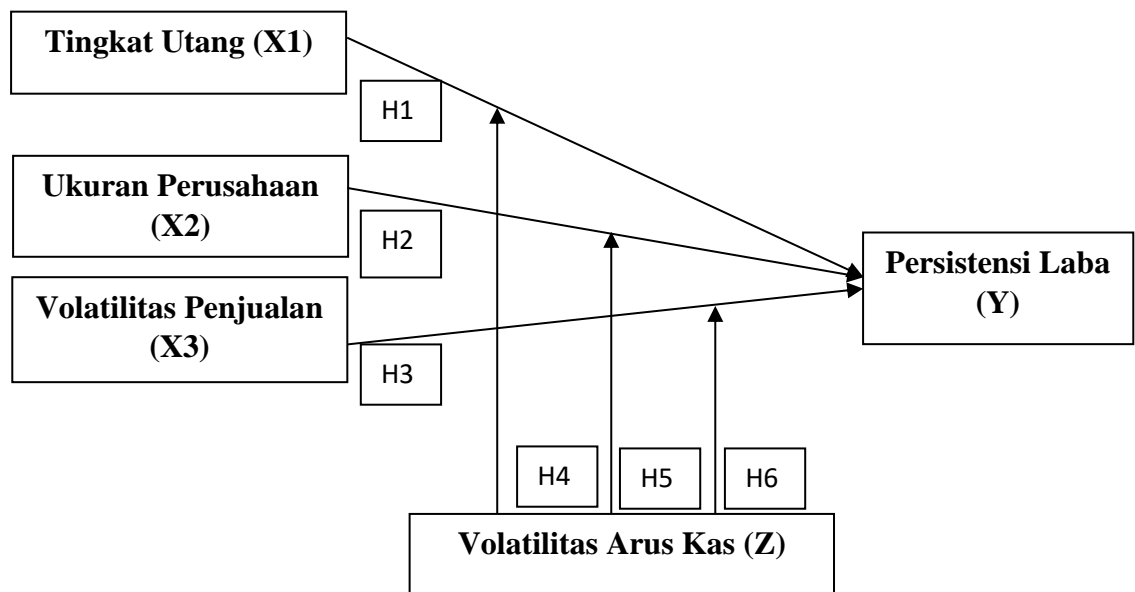 Tingkat Utang (X1)
H1
Ukuran Perusahaan
(X2)
H2
Volatilitas Penjualan
(X3)
H3
Persistensi Laba
(Y)
H4
H5
H6
Volatilitas Arus Kas (Z)